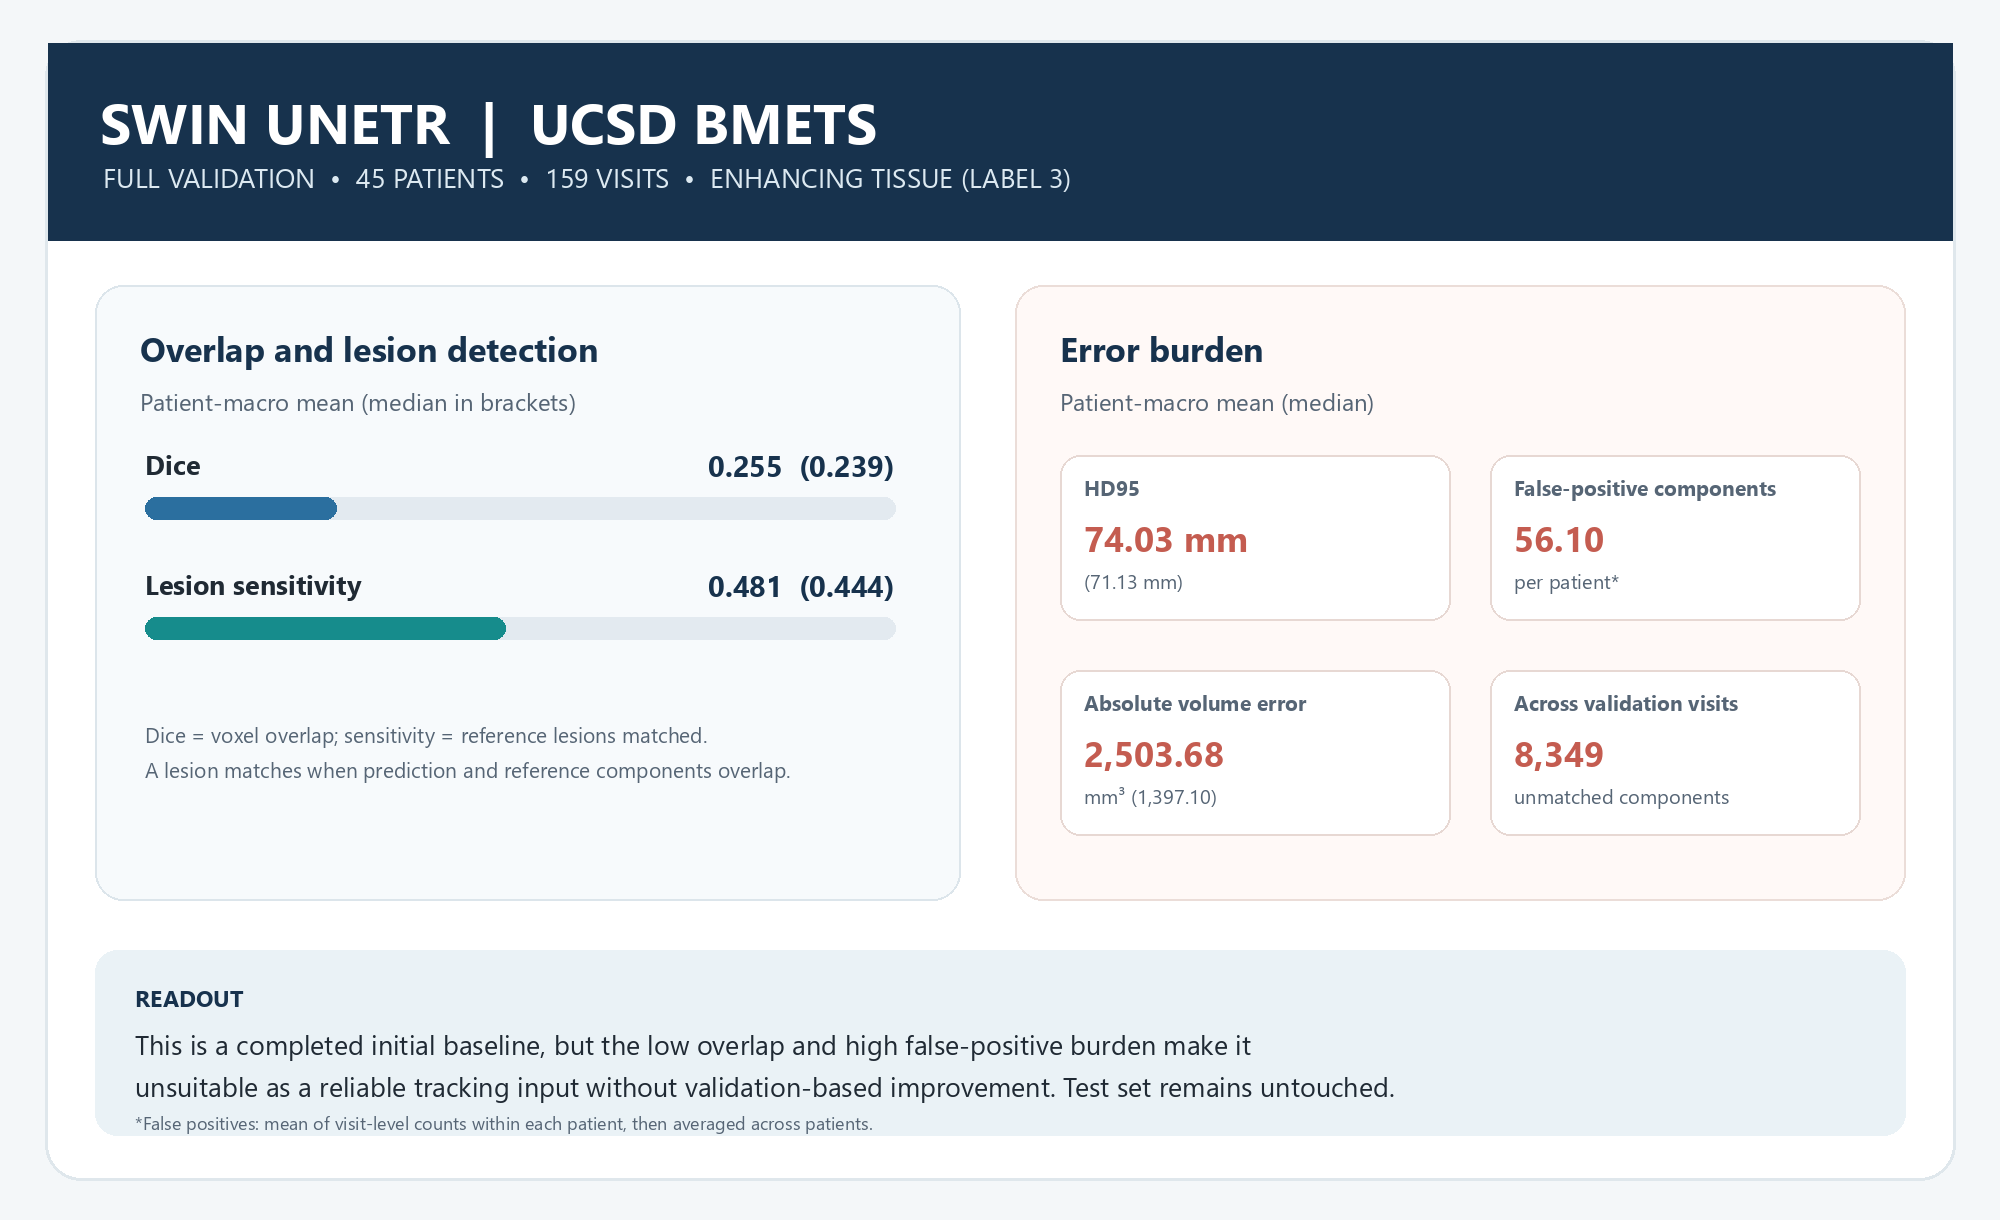 SWIN UNETR | UCSD BMETS
FULL VALIDATION • 45 PATIENTS • 159 VISITS • ENHANCING TISSUE (LABEL 3)
Overlap and lesion detection
Patient-macro mean (median in brackets)
Dice 0.255 (0.239)
Lesion sensitivity 0.481 (0.444)
Dice = voxel overlap; sensitivity = reference lesions matched.
A lesion matches when prediction and reference components overlap.
Error burden
Patient-macro mean (median)
HD95
74.03 mm
(71.13 mm)
False-positive components
56.10
per patient*
Absolute volume error
2,503.68
mm³ (1,397.10)
Across validation visits
8,349
unmatched components
READOUT
This is a completed initial baseline, but the low overlap and high false-positive burden make it
unsuitable as a reliable tracking input without validation-based improvement. Test set remains untouched.
*False positives: mean of visit-level counts within each patient, then averaged across patients.